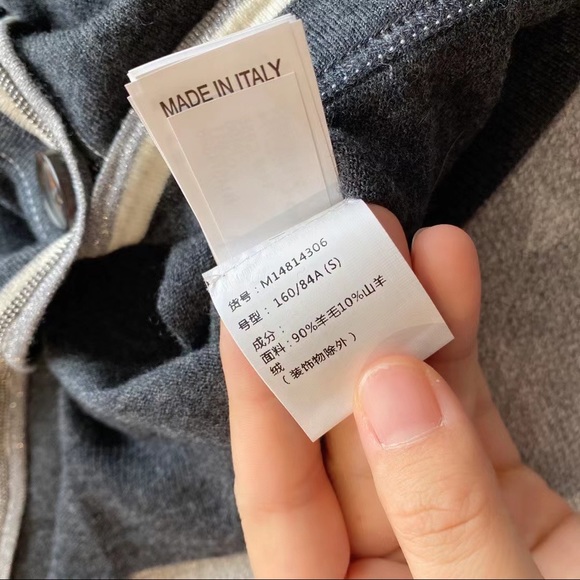 MADE IN ITALY
货号：M14814306
号型：160/84A(S)
成分：
面料：90%羊毛10%山羊
绒
（装饰物除外）